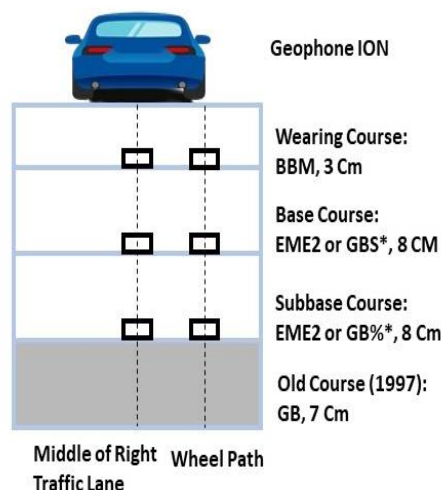 Geophone ION
Wearing Course:
BBM, 3 Cm
Base Course:
EME2 or GBS*, 8 CM
Subbase Course:
EME2 or GB%*, 8 Cm
Old Course (1997):
GB, 7 Cm
Middle of Right
Traffic Lane
Wheel Path